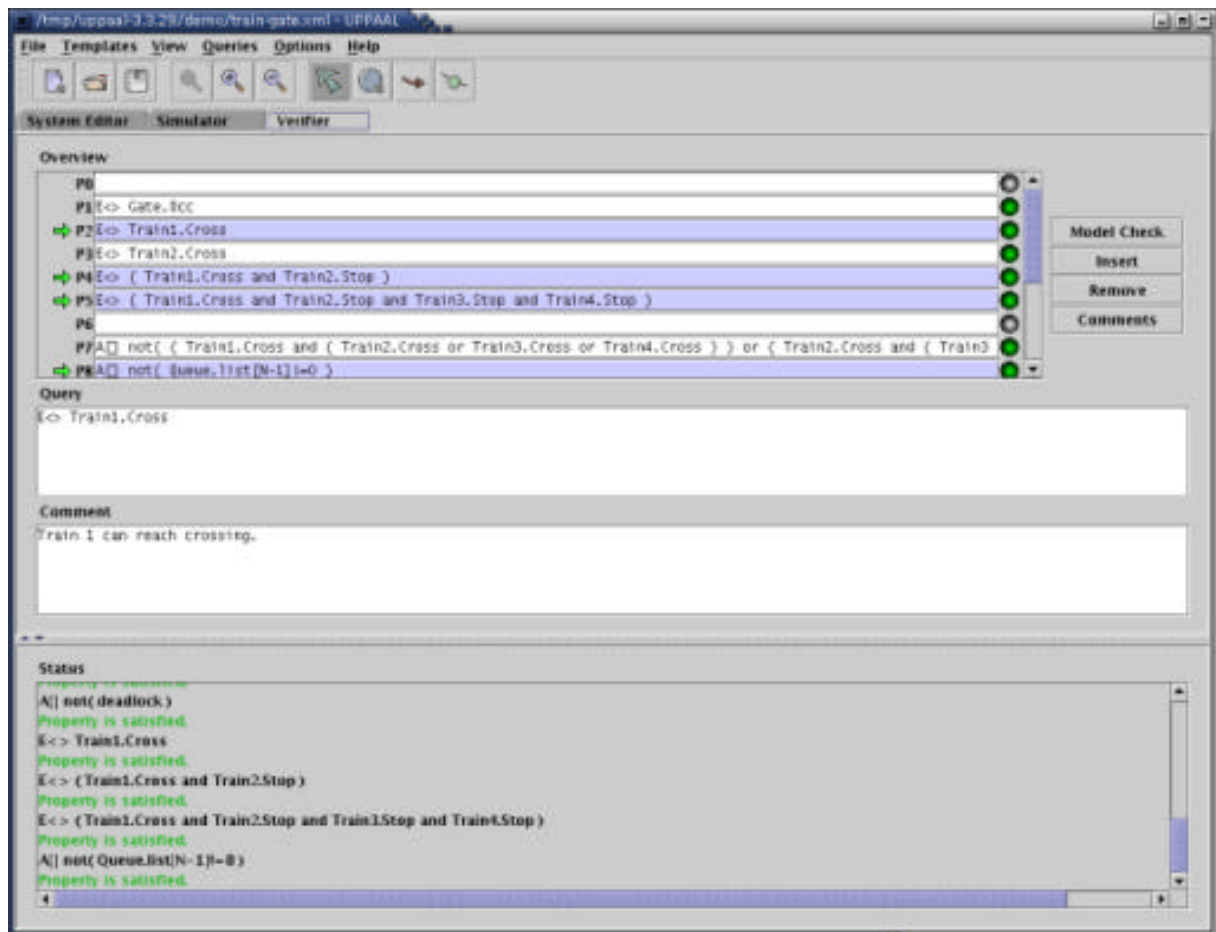 /tmp/uppaal-3.3.29/demo/train-gate.xml - UPPAAL
File Templates View Queries Options Help
System Editor Simulator Verifier
Overview
P0
P1 E<> Gate.Occ
P2 E<> Train1.Cross
P3 E<> Train2.Cross
P4 E<> ( Train1.Cross and Train2.Stop )
P5 E<> ( Train1.Cross and Train2.Stop and Train3.Stop and Train4.Stop )
P6
P7 A[] not( ( Train1.Cross and ( Train2.Cross or Train3.Cross or Train4.Cross ) ) or ( Train2.Cross and ( Train3
P8 A[] not( Queue.list[N-1]!=0 )
Model Check
Insert
Remove
Comments
Query
E<> Train1.Cross
Comment
Train 1 can reach crossing.
Status
Property is satisfied.
A[] not( deadlock )
Property is satisfied.
E<> Train1.Cross
Property is satisfied.
E<> ( Train1.Cross and Train2.Stop )
Property is satisfied.
E<> ( Train1.Cross and Train2.Stop and Train3.Stop and Train4.Stop )
Property is satisfied.
A[] not( Queue.list[N-1]!=0 )
Property is satisfied.